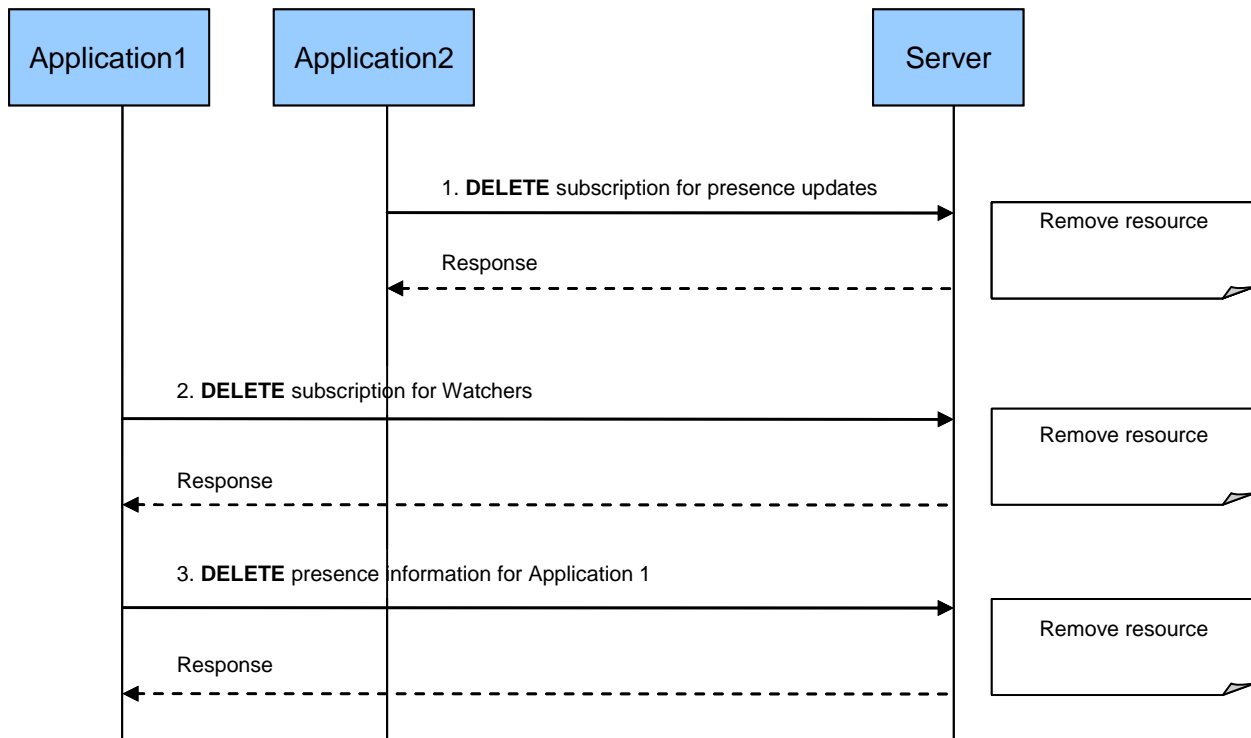 Application1
Application2
Server
1. DELETE subscription for presence updates
Remove resource
Response
2. DELETE subscription for Watchers
Remove resource
Response
3. DELETE presence information for Application 1
Remove resource
Response